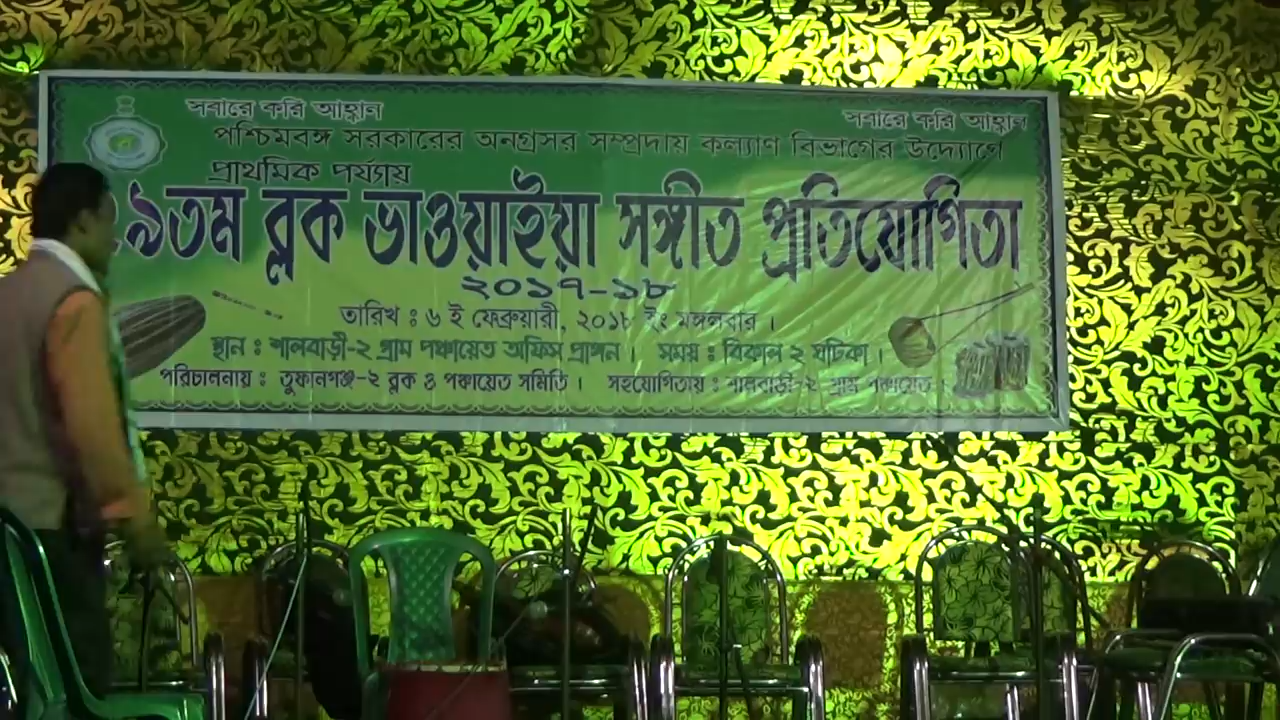 সবারে করি আহ্বান
সবারে করি আহ্বান
পশ্চিমবঙ্গ সরকারের অনগ্রসর সম্প্রদায় কল্যাণ বিভাগের উদ্যোগে
প্রাথমিক পর্যায়
২৯তম ব্লক ভাওয়াইয়া সঙ্গীত প্রতিযোগিতা
২০১৭-১৮
তারিখ : ৬ ই ফেব্রুয়ারী, ২০১৮ ইং মঙ্গলবার ।
স্থান : শালবাড়ী-২ গ্রাম পঞ্চায়েত অফিস প্রাঙ্গন । সময় : বিকাল ২ ঘটিকা ।
পরিচালনায় : তুফানগঞ্জ-২ ব্লক ও পঞ্চায়েত সমিতি । সহযোগিতায় : শালবাড়ী-২ গ্রাম পঞ্চায়েত ।